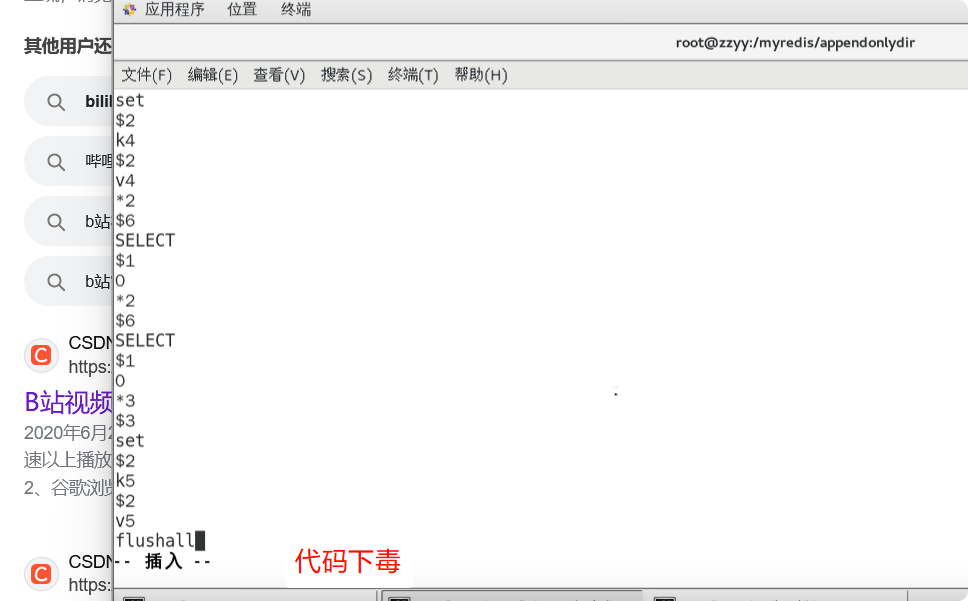 应用程序 位置 终端
其他用户还
root@zzyy:/myredis/appendonlydir
文件(F) 编辑(E) 查看(V) 搜索(S) 终端(T) 帮助(H)
set
$2
k4
$2
v4
*2
$6
SELECT
$1
0
*2
$6
SELECT
$1
0
*3
$3
set
$2
k5
$2
v5
flushall
-- 插入 --
代码下毒
哔哩
b站
b站
CSDN
https:
B站视频
2020年6月2
速以上播放
2、谷歌浏览
CSDN
https: